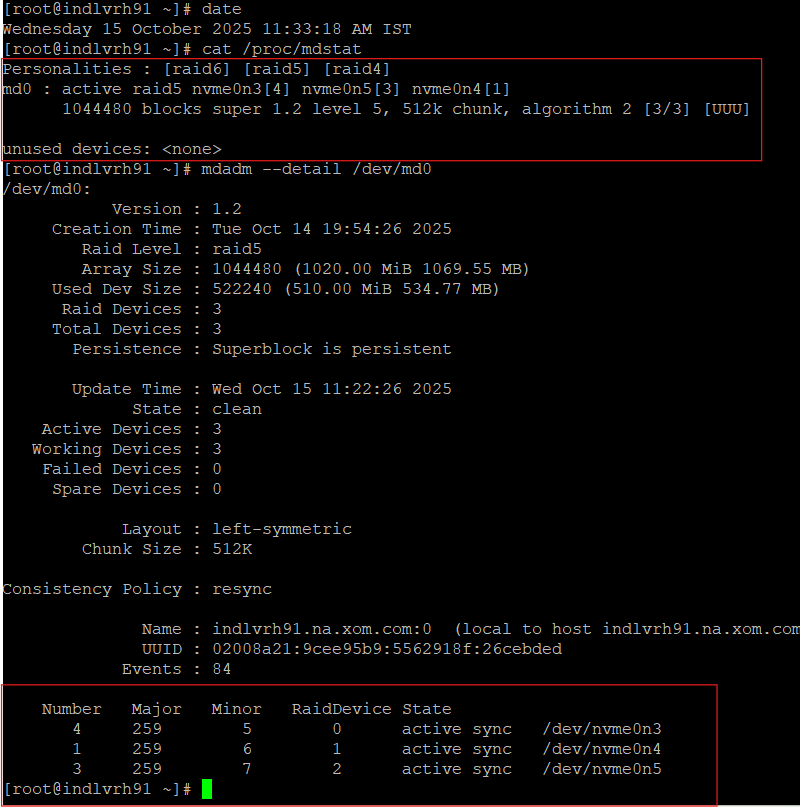 [root@indlvrh91 ~]# date
Wednesday 15 October 2025 11:33:18 AM IST
[root@indlvrh91 ~]# cat /proc/mdstat
Personalities : [raid6] [raid5] [raid4]
md0 : active raid5 nvme0n3[4] nvme0n5[3] nvme0n4[1]
      1044480 blocks super 1.2 level 5, 512k chunk, algorithm 2 [3/3] [UUU]
unused devices: <none>
[root@indlvrh91 ~]# mdadm --detail /dev/md0
/dev/md0:
           Version : 1.2
     Creation Time : Tue Oct 14 19:54:26 2025
        Raid Level : raid5
        Array Size : 1044480 (1020.00 MiB 1069.55 MB)
     Used Dev Size : 522240 (510.00 MiB 534.77 MB)
      Raid Devices : 3
     Total Devices : 3
       Persistence : Superblock is persistent
       Update Time : Wed Oct 15 11:22:26 2025
             State : clean
    Active Devices : 3
   Working Devices : 3
    Failed Devices : 0
     Spare Devices : 0
            Layout : left-symmetric
        Chunk Size : 512K
Consistency Policy : resync
              Name : indlvrh91.na.xom.com:0  (local to host indlvrh91.na.xom.com
              UUID : 02008a21:9cee95b9:5562918f:26cebded
            Events : 84
    Number   Major   Minor   RaidDevice State
       4     259        5        0      active sync   /dev/nvme0n3
       1     259        6        1      active sync   /dev/nvme0n4
       3     259        7        2      active sync   /dev/nvme0n5
[root@indlvrh91 ~]#